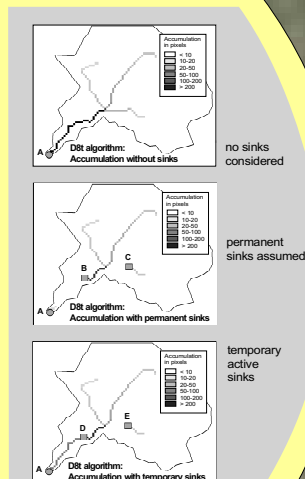 Accumulation
in pixels
< 10
10-20
20-50
50-100
100-200
> 200
A
D8t algorithm:
Accumulation without sinks
no sinks
considered
Accumulation
in pixels
< 10
10-20
20-50
50-100
100-200
> 200
B
C
A
D8t algorithm:
Accumulation with permanent sinks
permanent
sinks assumed
temporary
active
sinks
Accumulation
in pixels
< 10
10-20
20-50
50-100
100-200
> 200
D
E
A
D8t algorithm:
Accumulation with temporary sinks